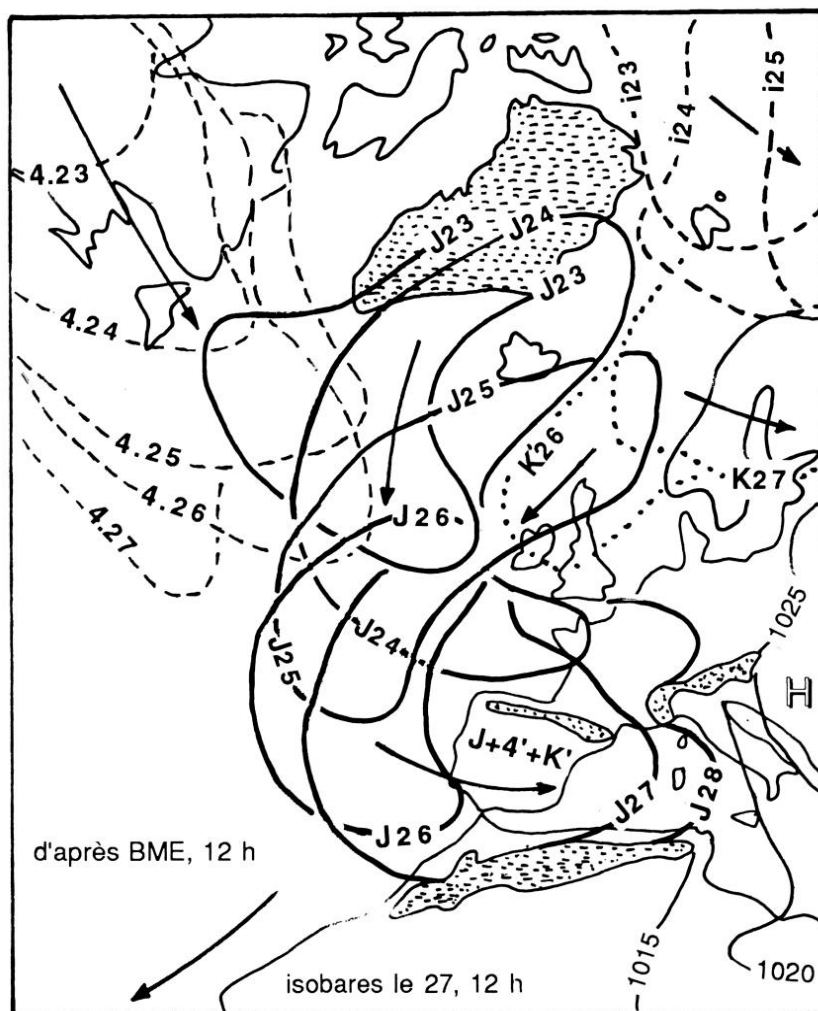 i23
i24
i25
4.23
J23
J24
J23
4.24
J25
4.25
K'26
4.26
K27
4.27
J26
J24
J25
1025
H
J+4'+K'
J27
J28
J26
d'après BME, 12 h
1015
1020
isobares le 27, 12 h